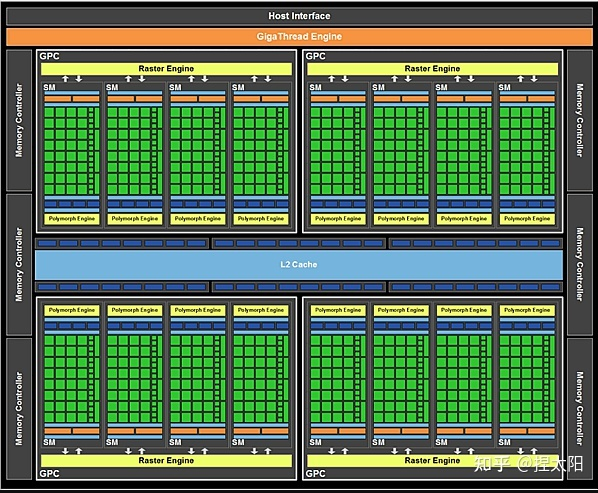 Host Interface
GigaThread Engine
GPC
GPC
Raster Engine
Raster Engine
SM SM SM SM
SM SM SM SM
Polymorph Engine Polymorph Engine Polymorph Engine Polymorph Engine
Polymorph Engine Polymorph Engine Polymorph Engine Polymorph Engine
Memory Controller
Memory Controller
Memory Controller
L2 Cache
Memory Controller
Memory Controller
Memory Controller
Polymorph Engine Polymorph Engine Polymorph Engine Polymorph Engine
Polymorph Engine Polymorph Engine Polymorph Engine Polymorph Engine
SM SM SM SM
SM SM SM SM
Raster Engine
Raster Engine
GPC
GPC
知乎 @捏太阳